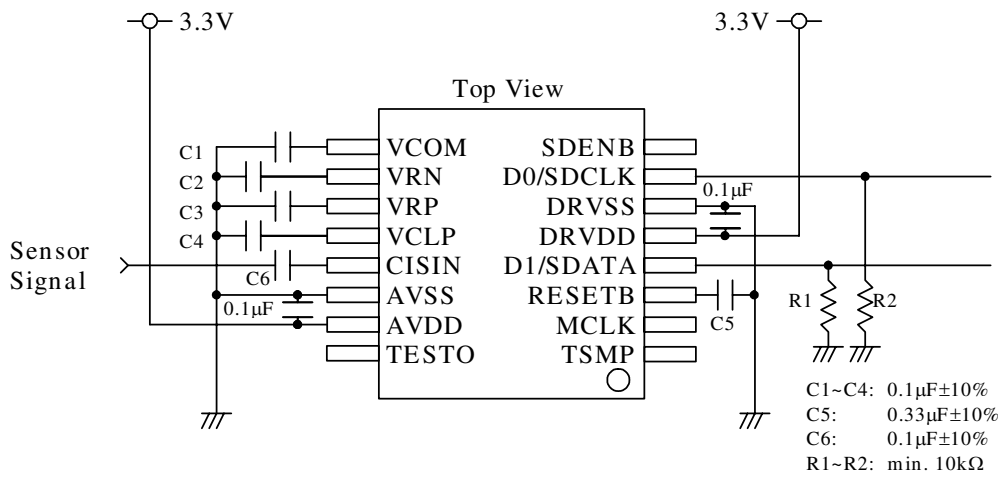 3.3V
3.3V
Top View
C1
C2
C3
C4
Sensor
Signal
C6
0.1μF
VCOM
VRN
VRP
VCLP
CISIN
AVSS
AVDD
TESTO
SDENB
D0/SDCLK
DRVSS
DRVDD
D1/SDATA
RESETB
MCLK
TSMP
0.1μF
C5
R1
R2
C1~C4: 0.1μF±10%
C5: 0.33μF±10%
C6: 0.1μF±10%
R1~R2: min. 10kΩ